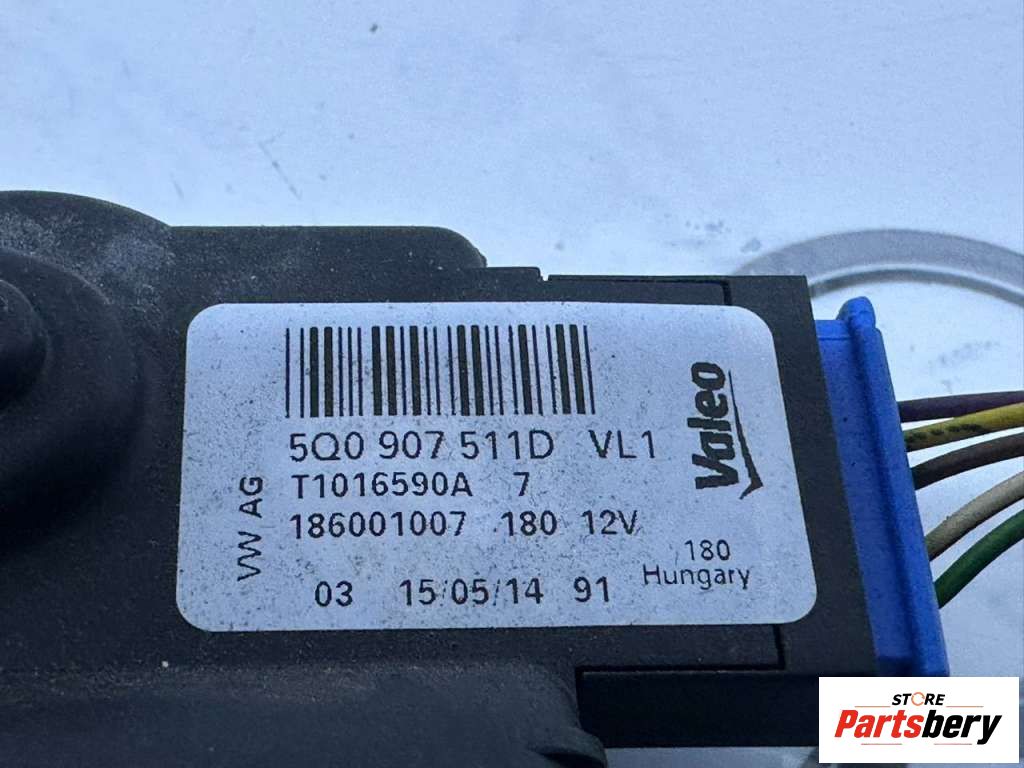 5Q0 907 511D VL1
T1016590A 7
186001007 180 12V
03 15/05/14 91
180
Hungary
VW AG
Valeo
STORE
Partsbery